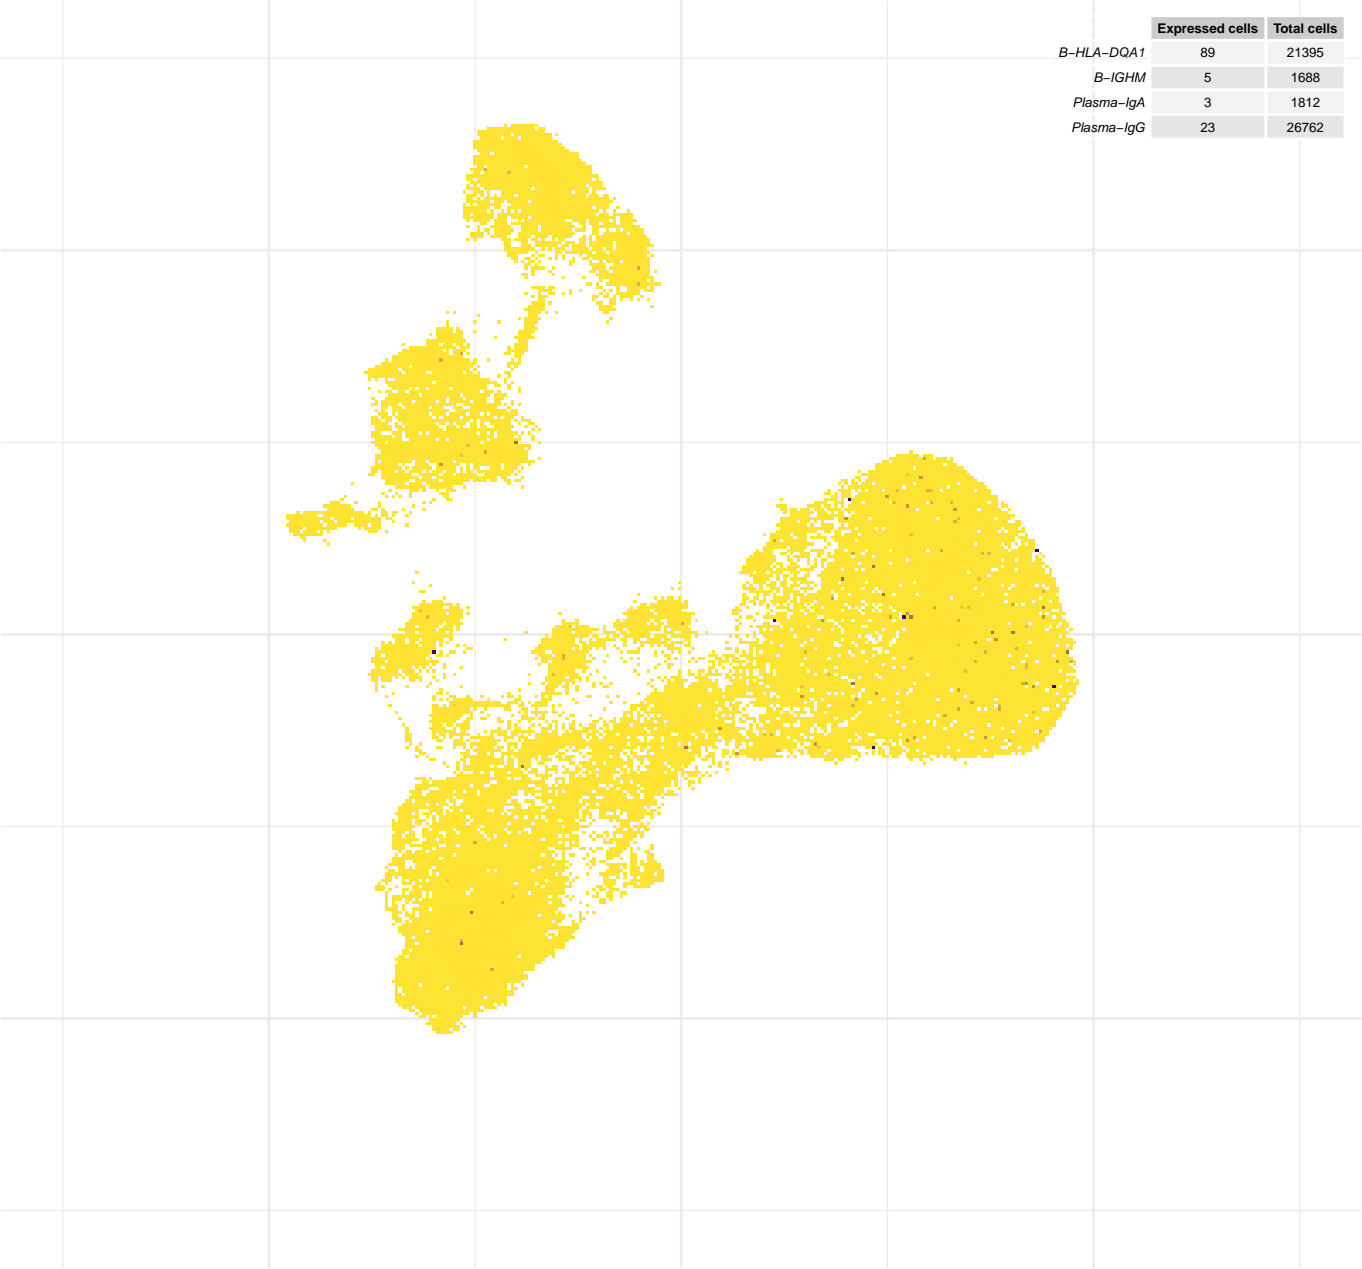 Expressed cells Total cells
B−HLA−DQA1 89 21395
B−IGHM 5 1688
Plasma−IgA 3 1812
Plasma−IgG 23 26762